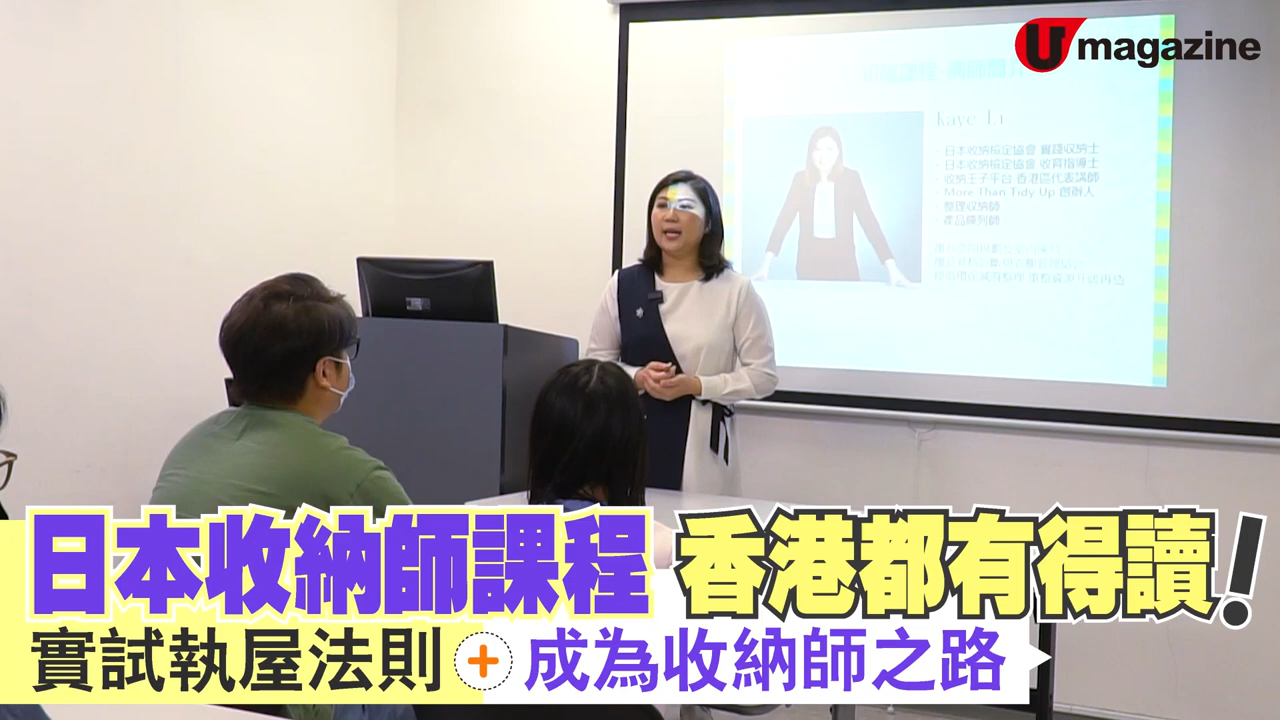 U magazine
Kaye Li
- 日本收納檢定協會 實踐收納士
- 日本收納檢定協會 收育指導士
- 收納王子平台 香港區代表講師
- More Than Tidy Up 創辦人
- 整理收納師
- 產品陳列師
日本收納師課程 香港都有得讀！
實試執屋法則 + 成為收納師之路